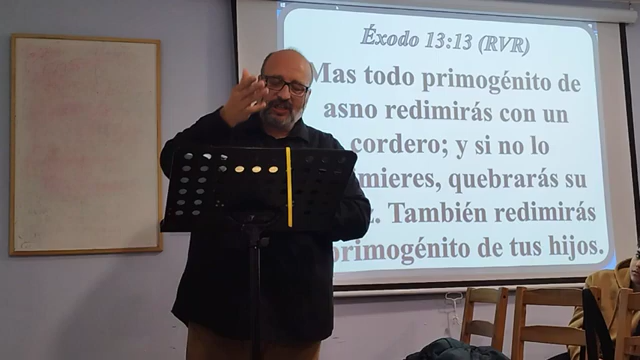 Éxodo 13:13 (RVR)
Mas todo primogénito de
asno redimirás con un
cordero; y si no lo
mieres, quebrarás su
También redimirás
primogénito de tus hijos.